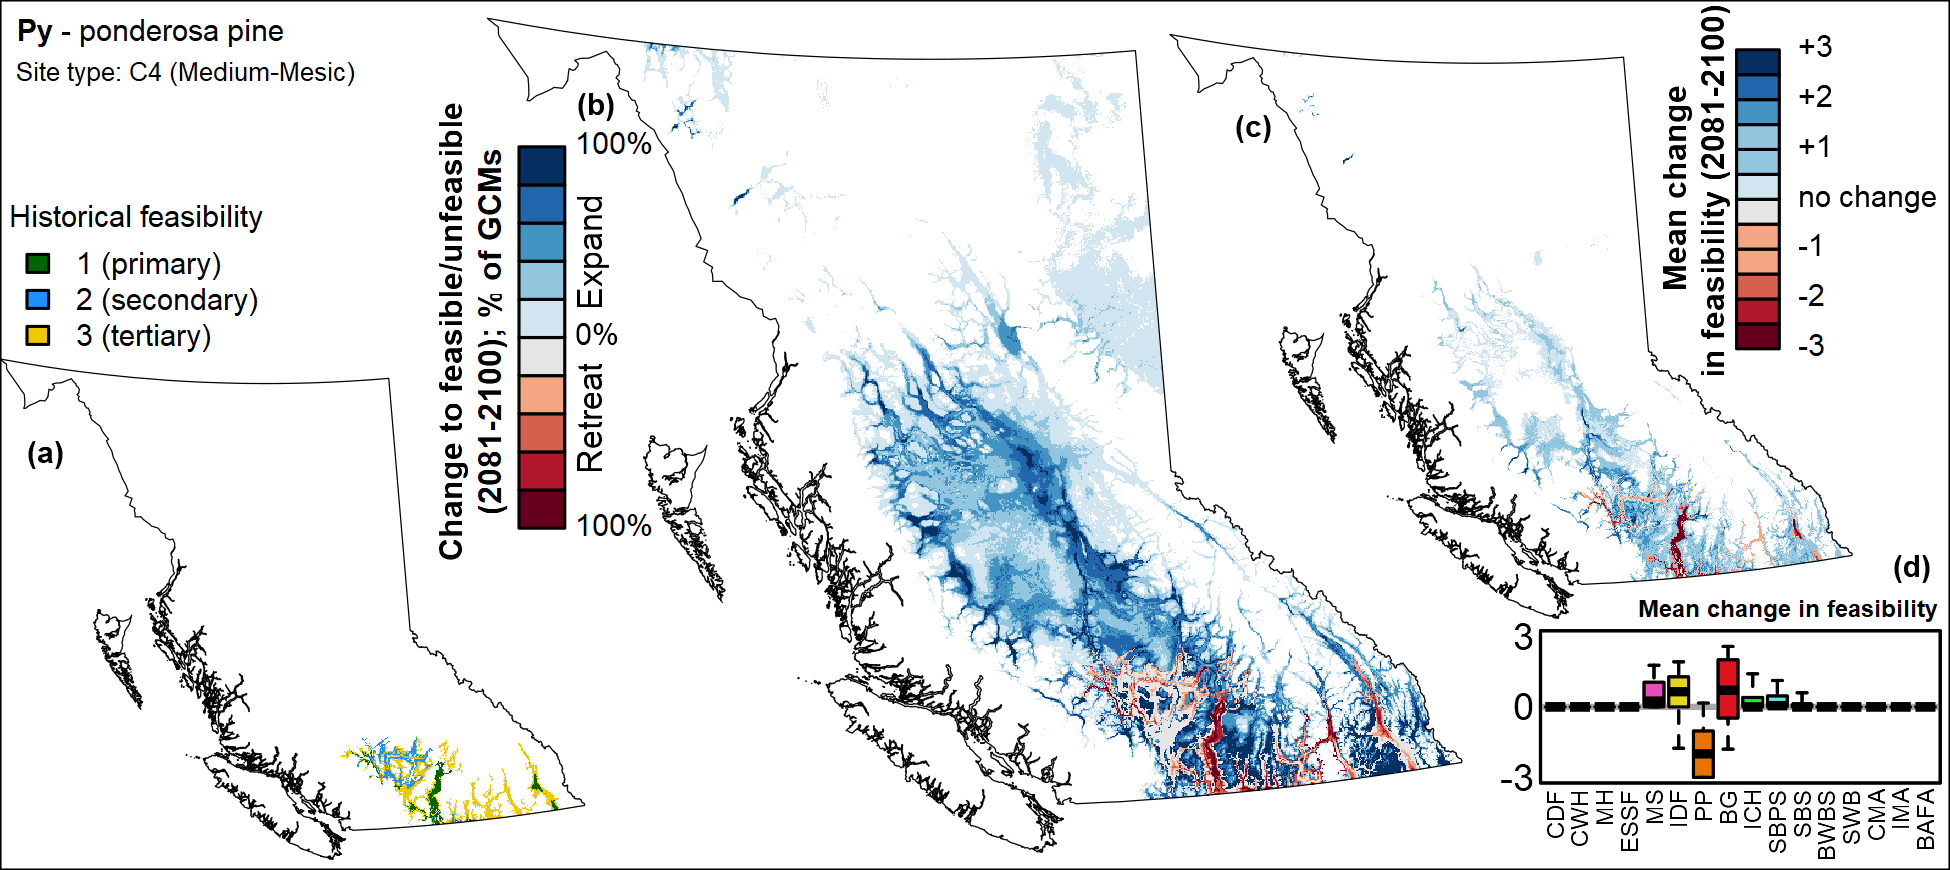 Py - ponderosa pine
Site type: C4 (Medium-Mesic)
Historical feasibility
1 (primary)
2 (secondary)
3 (tertiary)
(a)
(b)
Change to feasible/unfeasible
(2081-2100); % of GCMs
100%
Expand
0%
Retreat
100%
(c)
Mean change
in feasibility (2081-2100)
+3
+2
+1
no change
-1
-2
-3
(d)
Mean change in feasibility
3
0
-3
CDF
CWH
MH
ESSF
MS
IDF
PP
BG
ICH
SBPS
SBS
BWBS
SWB
CMA
IMA
BAFA